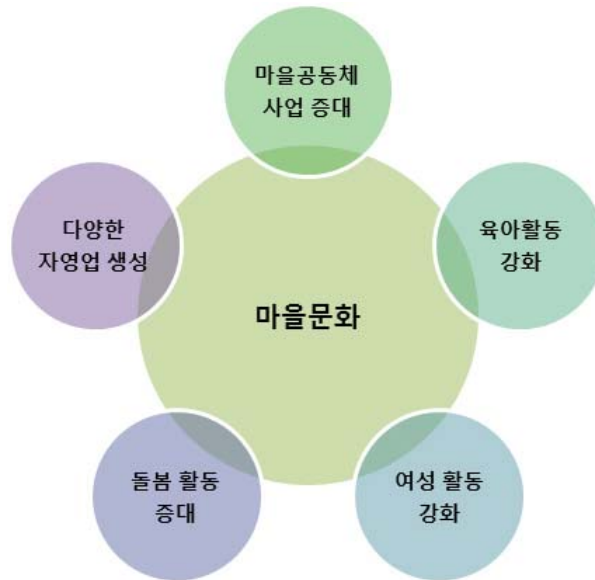 마을공동체
사업 증대
다양한
자영업 생성
육아활동
강화
마을문화
돌봄 활동
증대
여성 활동
강화